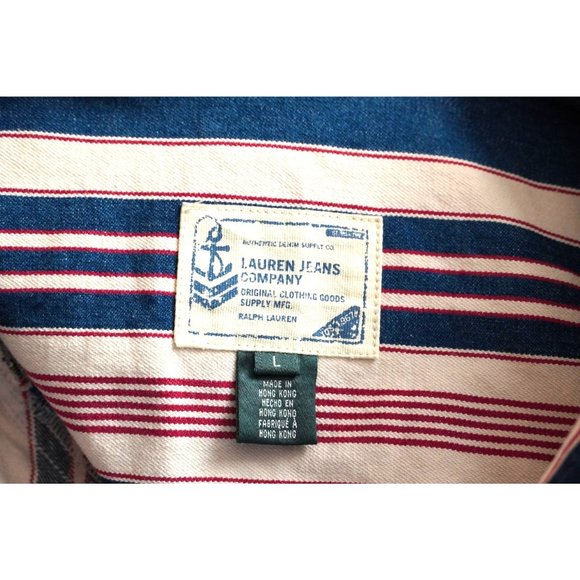 AUTHENTIC DENIM SUPPLY CO.
LAUREN JEANS
COMPANY
ORIGINAL CLOTHING GOODS
SUPPLY MFG.
RALPH LAUREN
L
MADE IN
HONG KONG
HECHO EN
HONG KONG
FABRIQUÉ À
HONG KONG